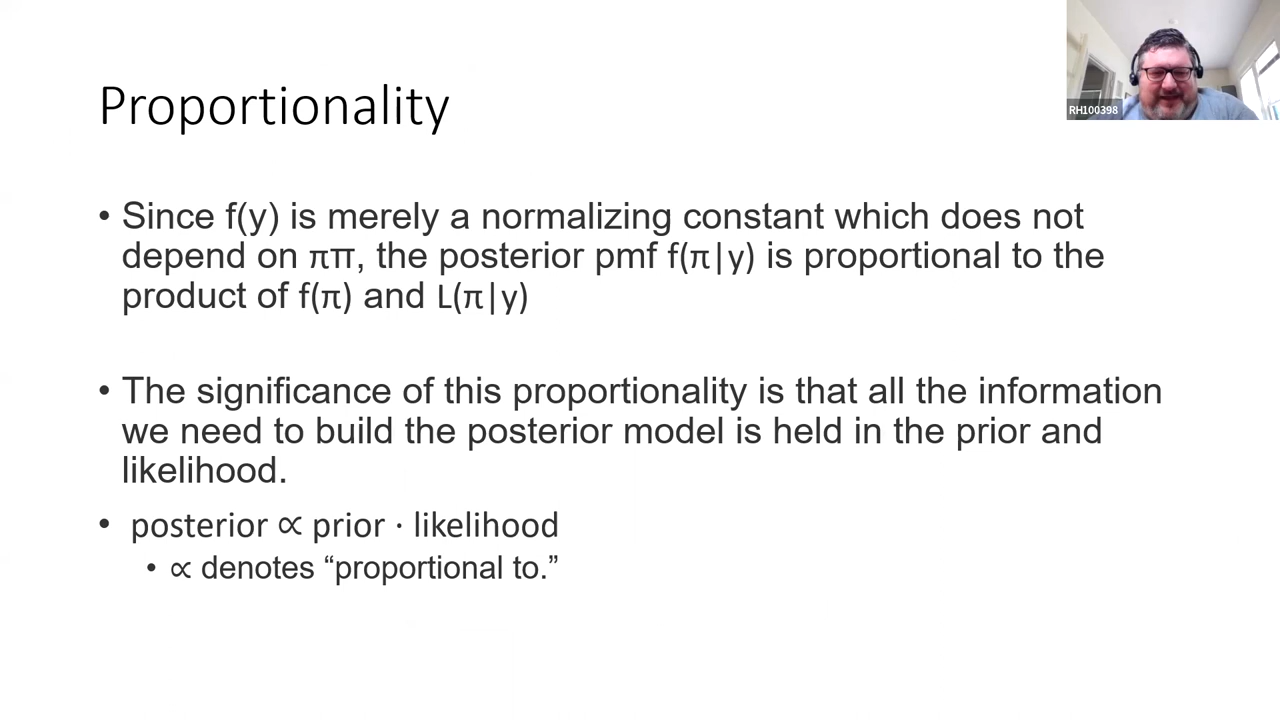 Proportionality
RH100398
• Since f(y) is merely a normalizing constant which does not
depend on ππ, the posterior pmf f(π|y) is proportional to the
product of f(π) and L(π|y)
• The significance of this proportionality is that all the information
we need to build the posterior model is held in the prior and
likelihood.
• posterior ∝ prior · likelihood
• ∝ denotes “proportional to.”